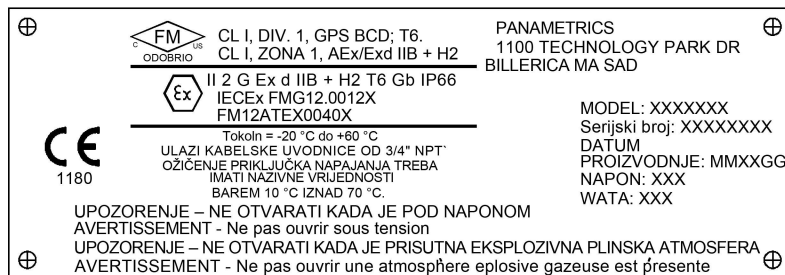 C FM US
ODOBRIO
CL I, DIV. 1, GPS BCD; T6.
CL I, ZONA 1, AEx/Exd IIB + H2
PANAMETRICS
1100 TECHNOLOGY PARK DR
BILLERICA MA SAD
Ex
II 2 G Ex d IIB + H2 T6 Gb IP66
IECEx FMG12.0012X
FM12ATEX0040X
CE
1180
Tokoln = -20 °C do +60 °C
ULAZI KABELSKE UVODNICE OD 3/4" NPT`
OŽIČENJE PRIKLJUČKA NAPAJANJA TREBA
IMATI NAZIVNE VRIJEDNOSTI
BAREM 10 °C IZNAD 70 °C.
MODEL: XXXXXXX
Serijski broj: XXXXXXXX
DATUM
PROIZVODNJE: MMXXGG
NAPON: XXX
WATA: XXX
UPOZORENJE – NE OTVARATI KADA JE POD NAPONOM
AVERTISSEMENT - Ne pas ouvrir sous tension
UPOZORENJE – NE OTVARATI KADA JE PRISUTNA EKSPLOZIVNA PLINSKA ATMOSFERA
AVERTISSEMENT - Ne pas ouvrir une atmosphere eplosive gazeuse est present​e